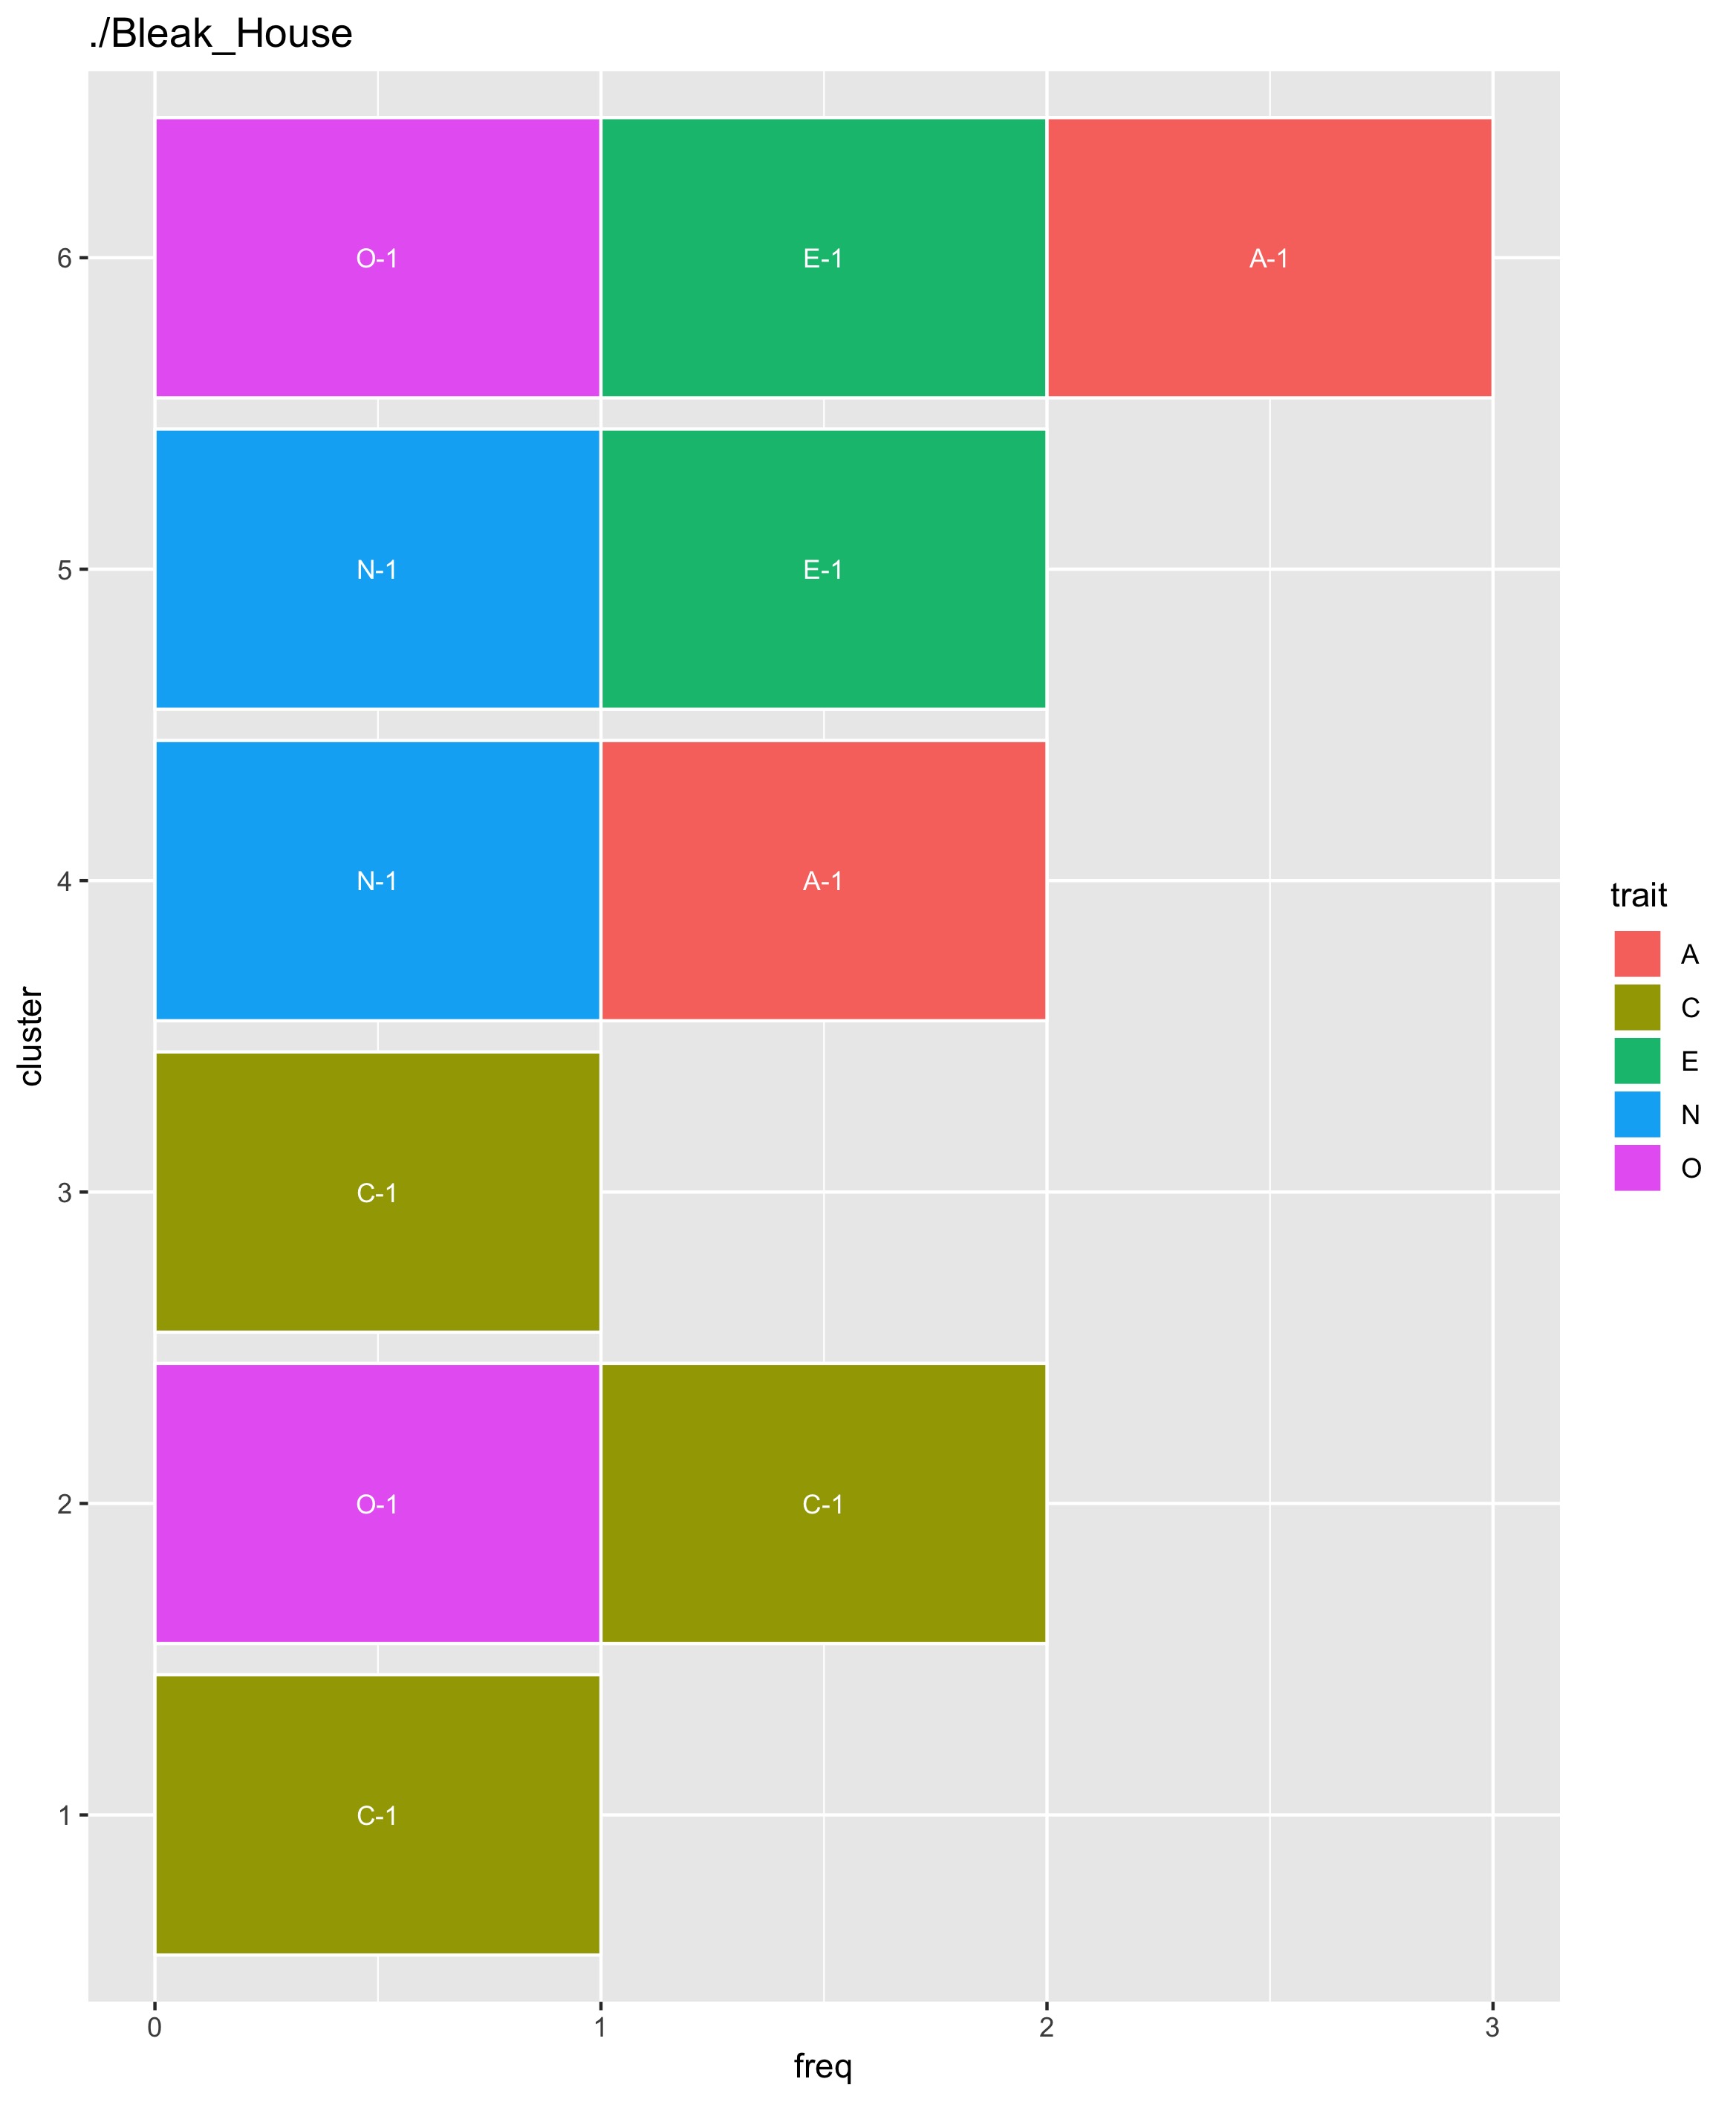 ./Bleak_House
6
O-1
E-1
A-1
5
N-1
E-1
4
N-1
A-1
3
C-1
2
O-1
C-1
1
C-1
0
1
2
3
freq
cluster
trait
A
C
E
N
O